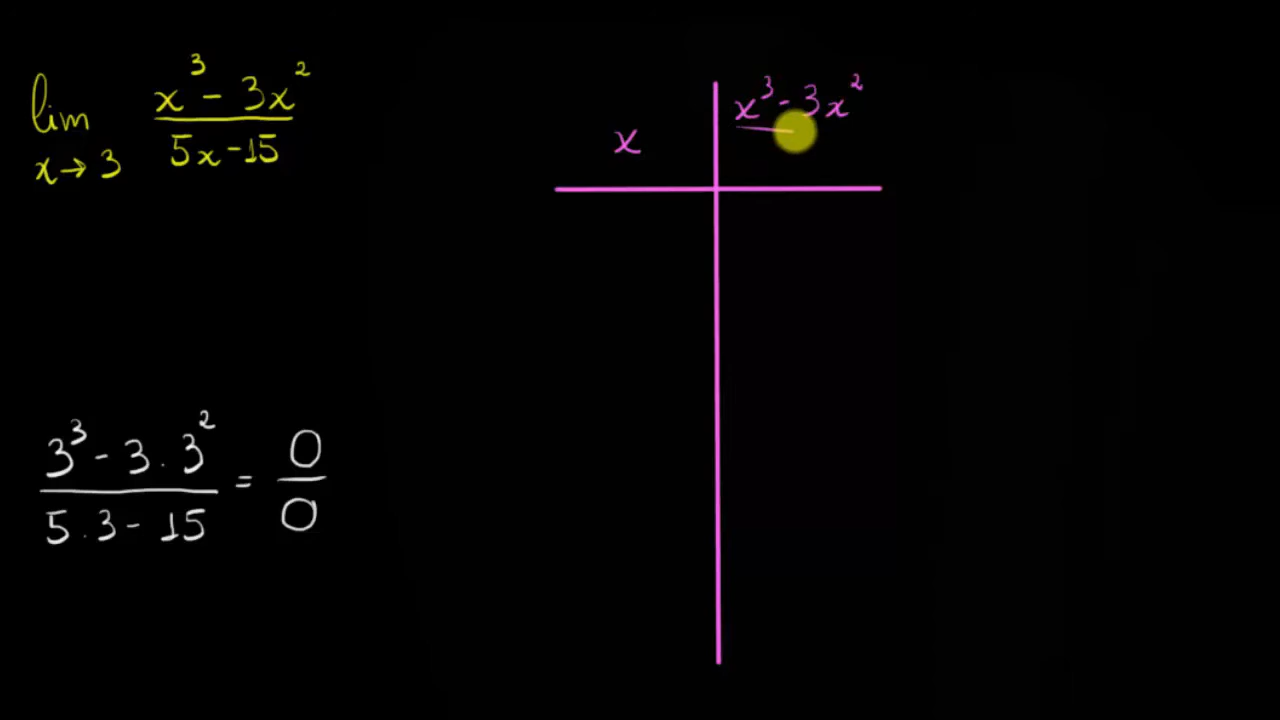 lim x→3 (x³ - 3x²)/(5x - 15)
x | x³ - 3x²
(3³ - 3 . 3²)/(5 . 3 - 15) = 0/0